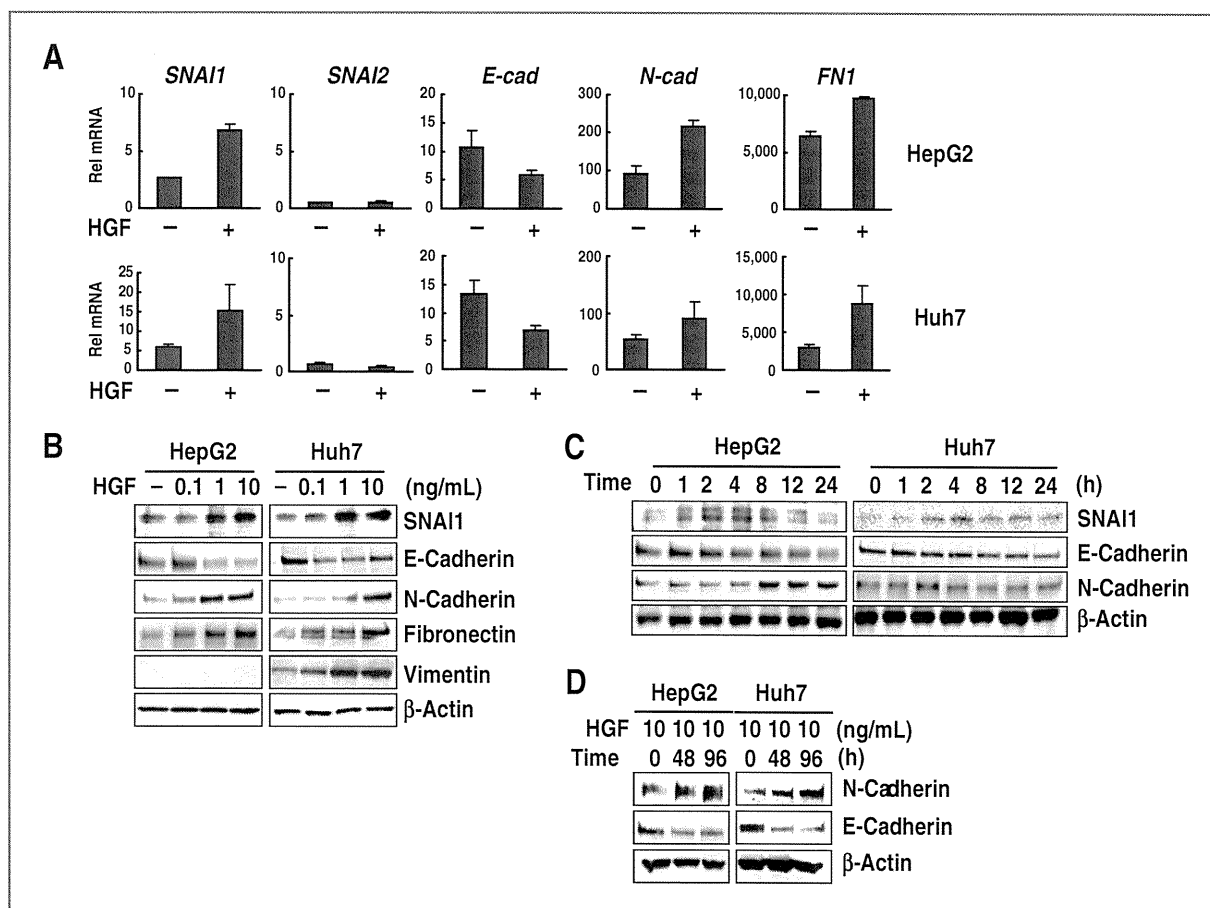 A
SNAI1 SNAI2 E-cad N-cad FN1
Rel mRNA
10
5
0
10
5
0
20
15
10
5
0
300
200
100
0
10,000
5,000
0
HepG2
HGF − + − + − + − + − +
Rel mRNA
25
20
15
10
5
0
10
5
0
20
15
10
5
0
200
100
0
15,000
10,000
5,000
0
Huh7
HGF − + − + − + − + − +
B
HepG2 Huh7
HGF − 0.1 1 10 − 0.1 1 10 (ng/mL)
SNAI1
E-Cadherin
N-Cadherin
Fibronectin
Vimentin
β-Actin
C
HepG2 Huh7
Time 0 1 2 4 8 12 24 0 1 2 4 8 12 24 (h)
SNAI1
E-Cadherin
N-Cadherin
β-Actin
D
HepG2 Huh7
HGF 10 10 10 10 10 10 (ng/mL)
Time 0 48 96 0 48 96 (h)
N-Cadherin
E-Cadherin
β-Actin